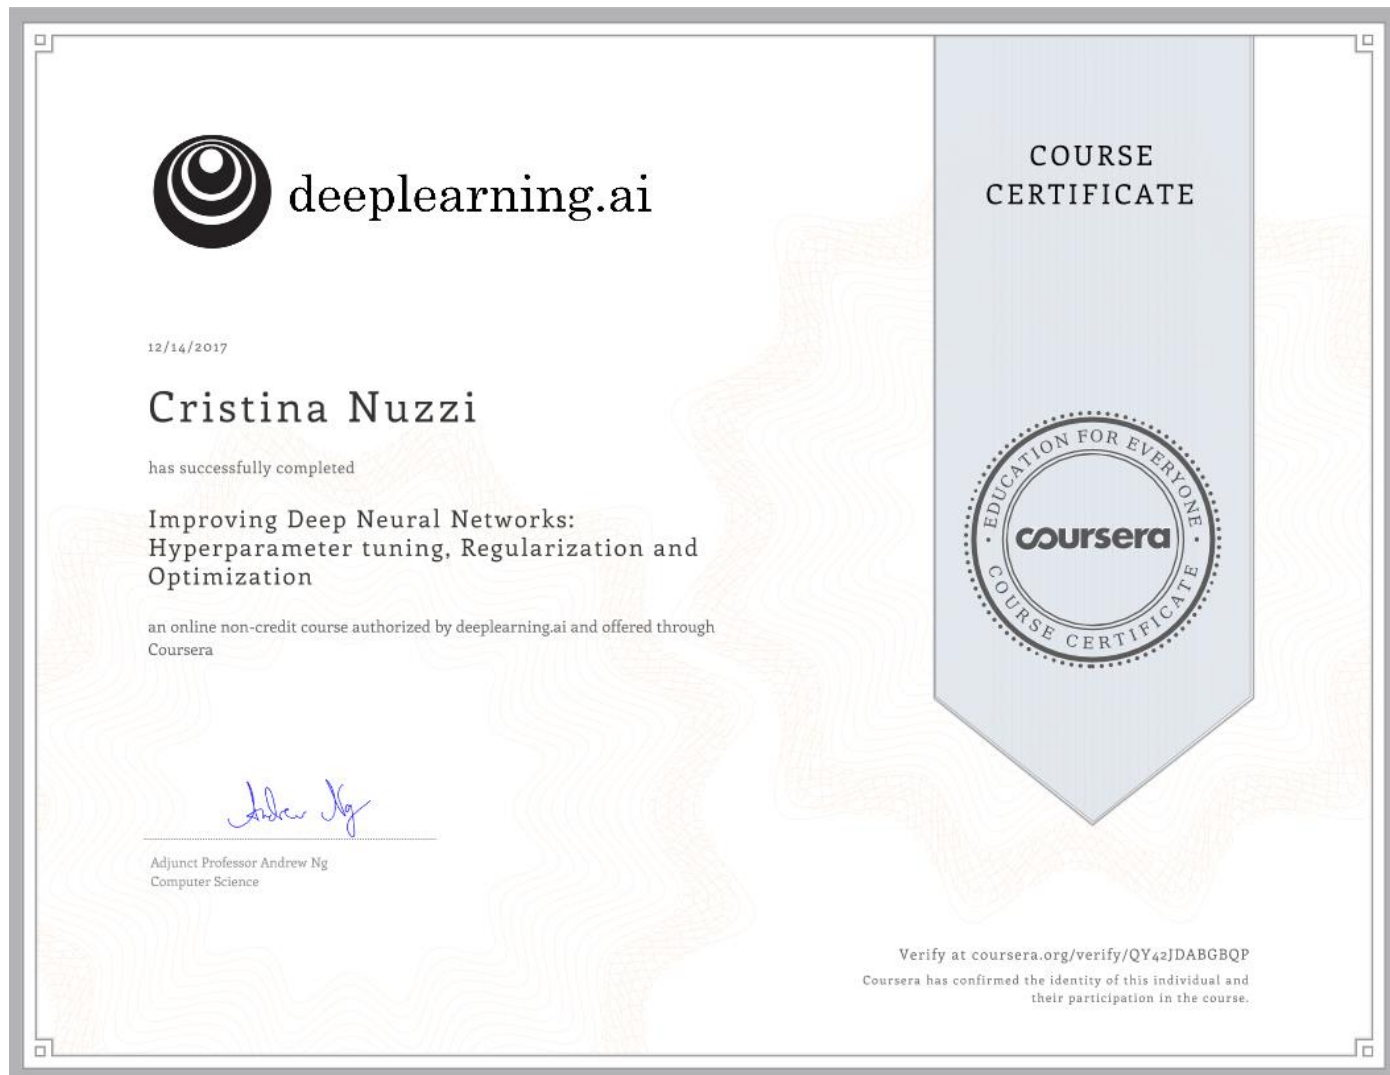 deeplearning.ai
COURSE
CERTIFICATE
12/14/2017
Cristina Nuzzi
has successfully completed
Improving Deep Neural Networks:
Hyperparameter tuning, Regularization and
Optimization
an online non-credit course authorized by deeplearning.ai and offered through
Coursera
EDUCATION FOR EVERYONE
coursera
COURSE CERTIFICATE
Andrew Ng
Adjunct Professor Andrew Ng
Computer Science
Verify at coursera.org/verify/QY42JDABGBQP
Coursera has confirmed the identity of this individual and
their participation in the course.